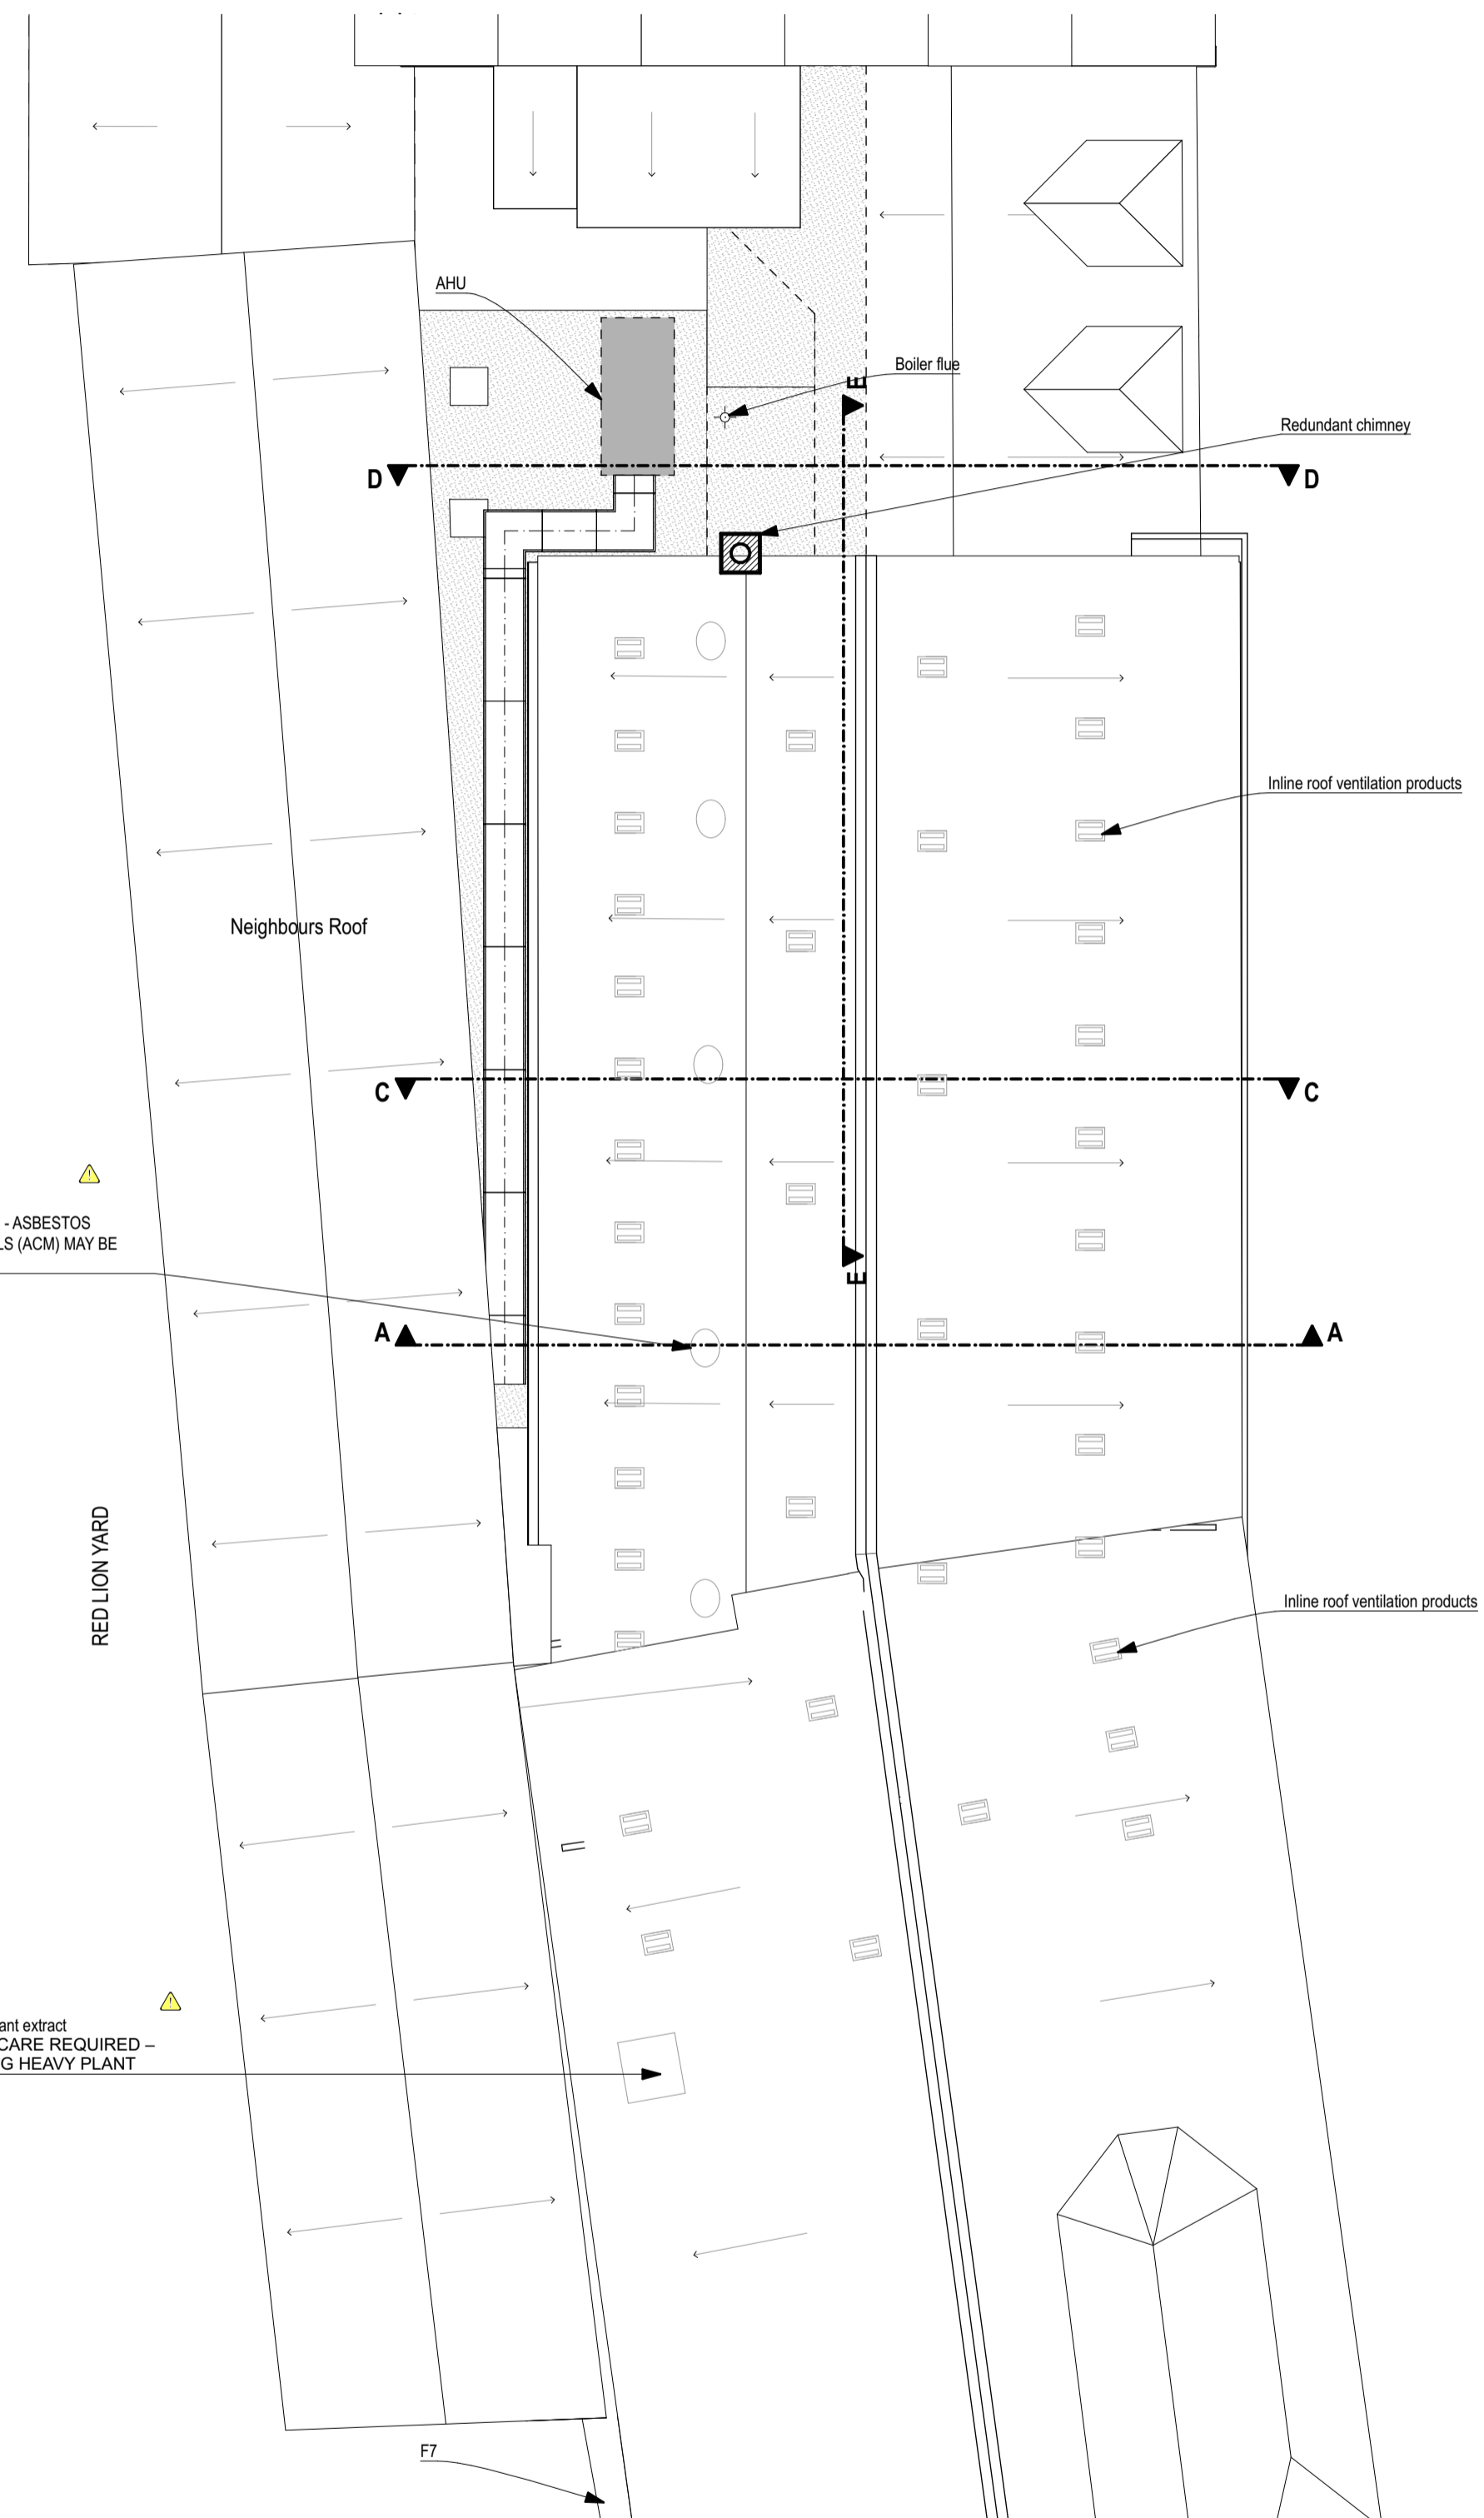 AHU
Boiler flue
E
Redundant chimney
D
D
Inline roof ventilation products
Neighbours Roof
C
C
- ASBESTOS
LS (ACM) MAY BE
E
A
A
RED LION YARD
Inline roof ventilation products
ant extract
CARE REQUIRED –
G HEAVY PLANT
F7